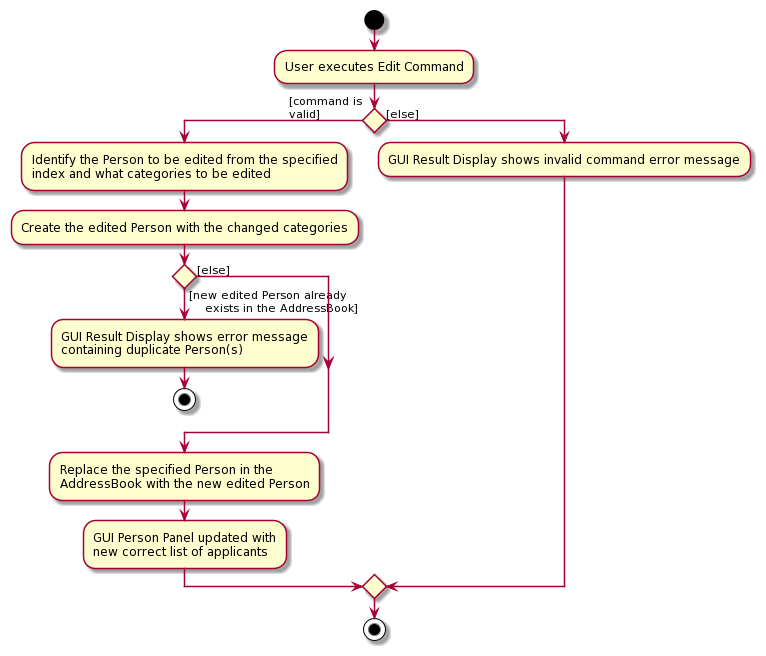 User executes Edit Command
[command is
valid]
[else]
Identify the Person to be edited from the specified
index and what categories to be edited
GUI Result Display shows invalid command error message
Create the edited Person with the changed categories
[else]
[new edited Person already
exists in the AddressBook]
GUI Result Display shows error message
containing duplicate Person(s)
Replace the specified Person in the
AddressBook with the new edited Person
GUI Person Panel updated with
new correct list of applicants